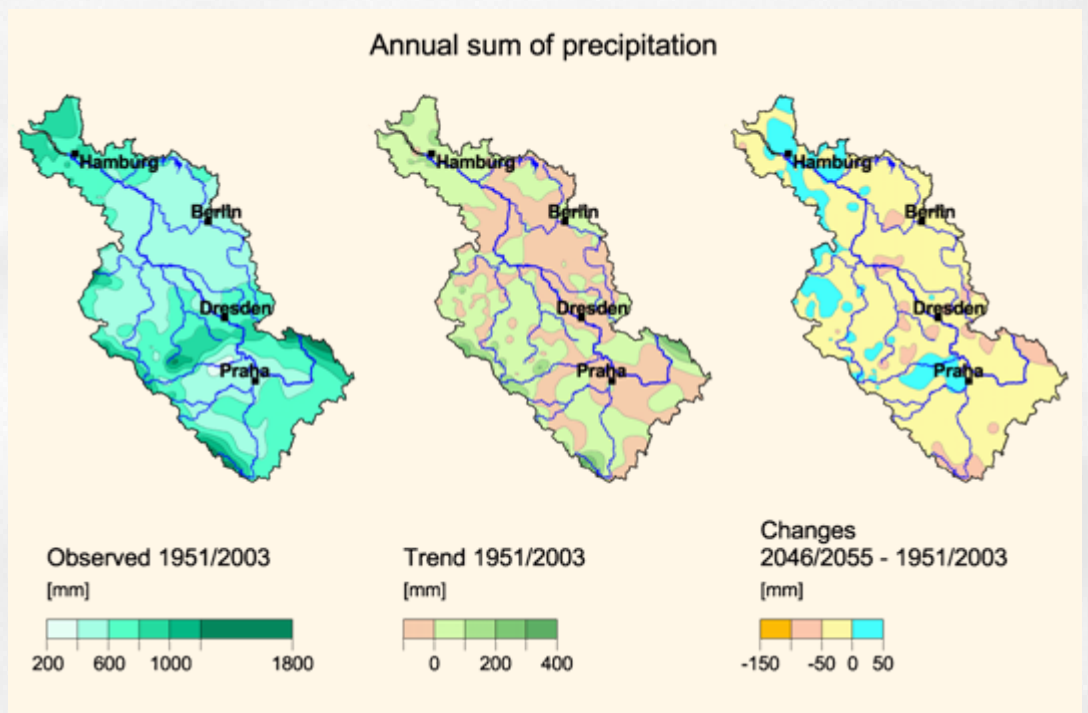 Annual sum of precipitation
Hamburg
Berlin
Dresden
Praha
Hamburg
Berlin
Dresden
Praha
Hamburg
Berlin
Dresden
Praha
Observed 1951/2003
[mm]
200 600 1000 1800
Trend 1951/2003
[mm]
0 200 400
Changes
2046/2055 - 1951/2003
[mm]
-150 -50 0 50